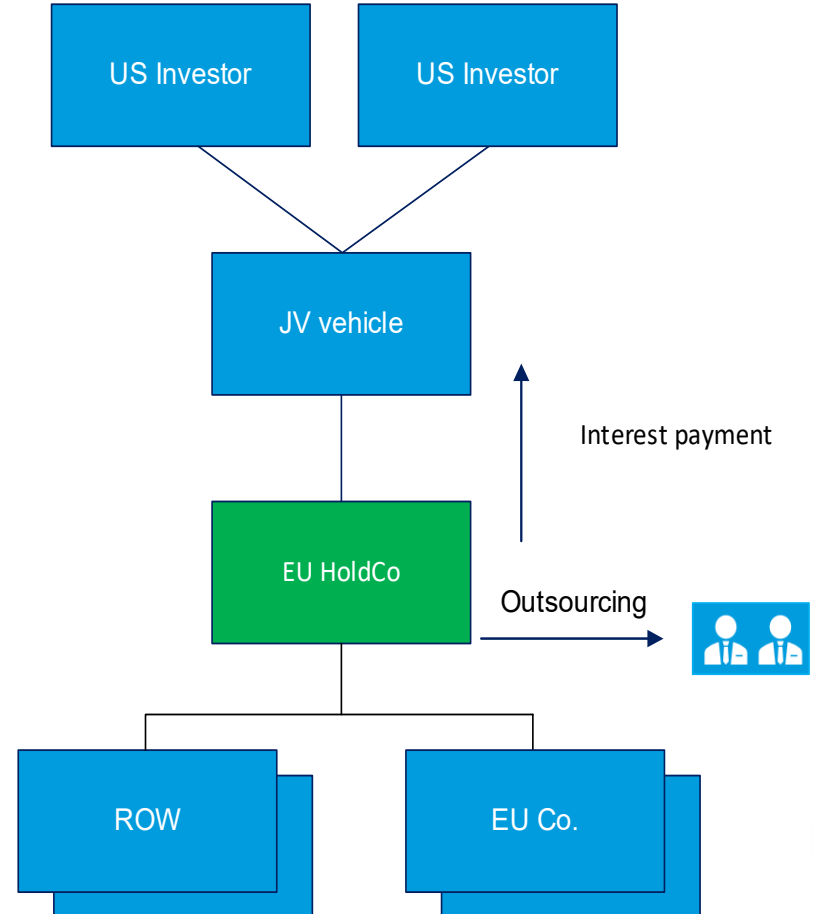 US Investor
US Investor
JV vehicle
Interest payment
EU HoldCo
Outsourcing
ROW
EU Co.